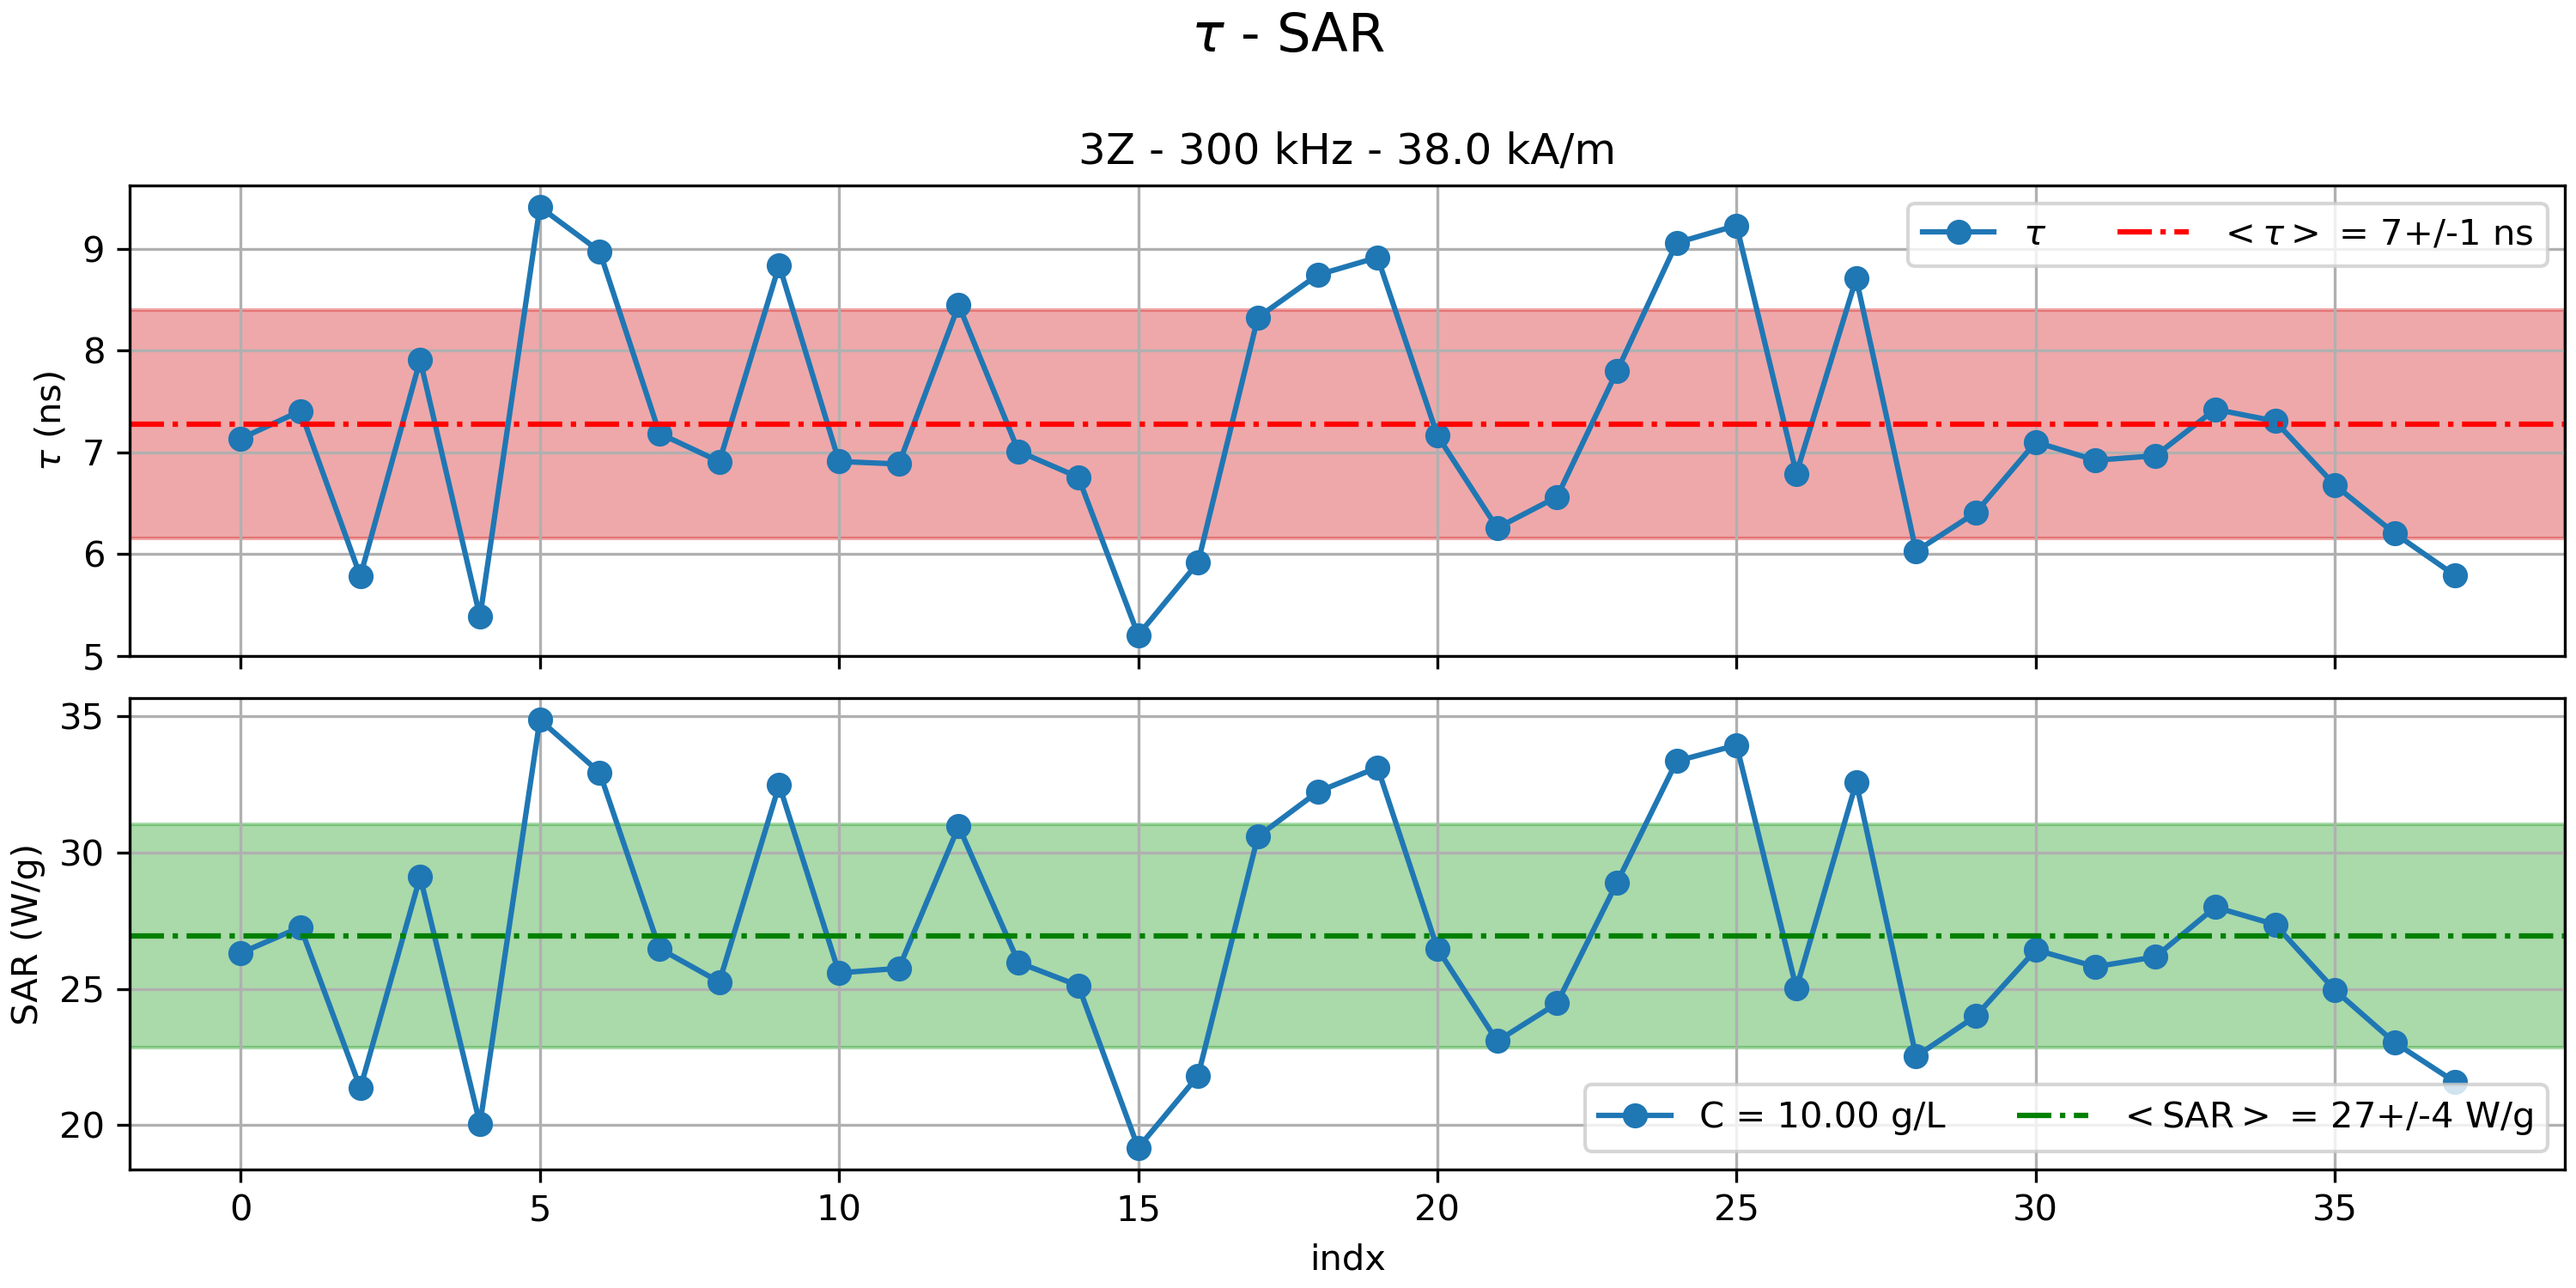 τ - SAR
3Z - 300 kHz - 38.0 kA/m
τ (ns)
9
8
7
6
5
τ
<τ> = 7+/-1 ns
SAR (W/g)
35
30
25
20
C = 10.00 g/L
<SAR> = 27+/-4 W/g
0 5 10 15 20 25 30 35
indx